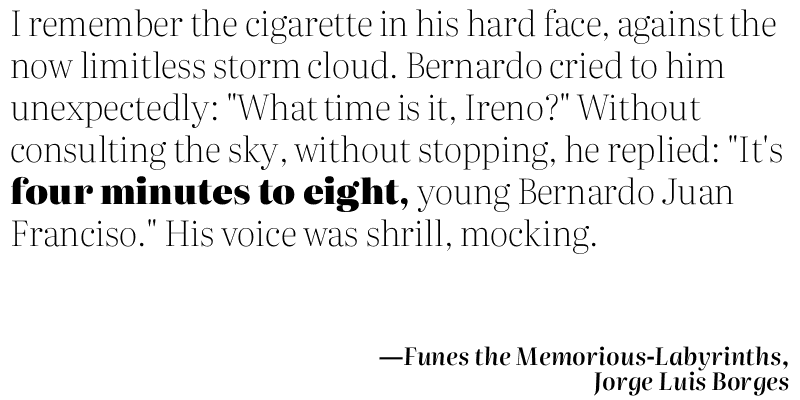 I remember the cigarette in his hard face, against the
now limitless storm cloud. Bernardo cried to him
unexpectedly: "What time is it, Ireno?" Without
consulting the sky, without stopping, he replied: "It's
four minutes to eight, young Bernardo Juan
Franciso." His voice was shrill, mocking.
—Funes the Memorious-Labyrinths,
Jorge Luis Borges